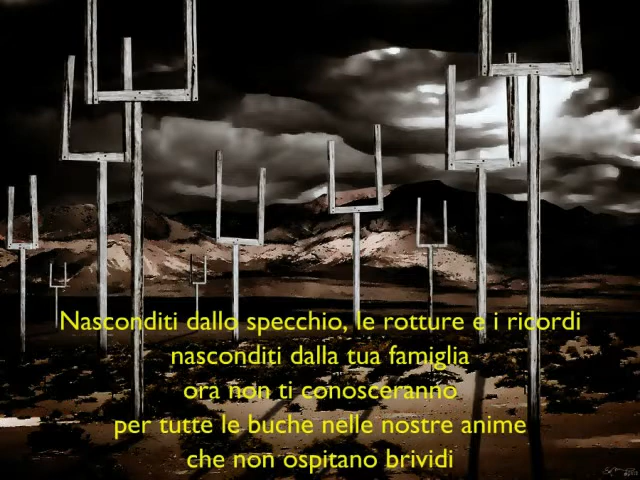 Nasconditi dallo specchio, le rotture e i ricordi
nasconditi dalla tua famiglia
ora non ti conosceranno
per tutte le buche nelle nostre anime
che non ospitano brividi